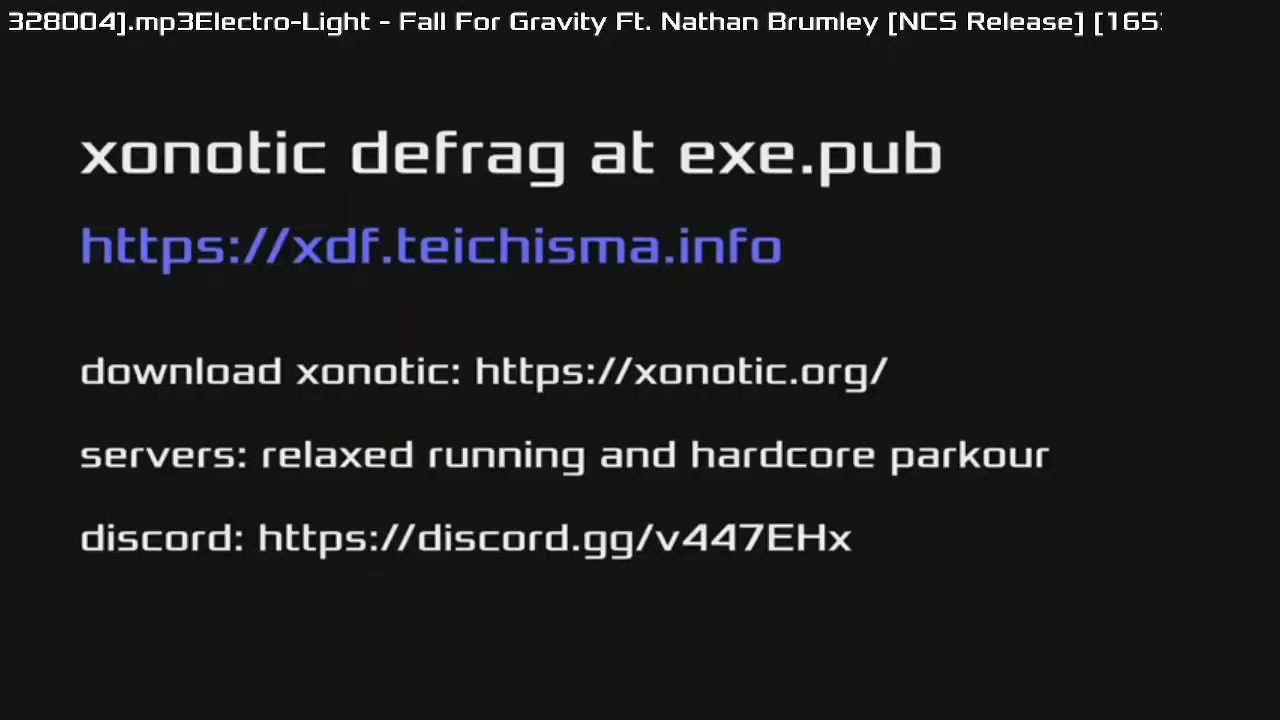 328004].mp3Electro-Light - Fall For Gravity Ft. Nathan Brumley [NCS Release] [165
xonotic defrag at exe.pub
https://xdf.teichisma.info
download xonotic: https://xonotic.org/
servers: relaxed running and hardcore parkour
discord: https://discord.gg/v447EHx